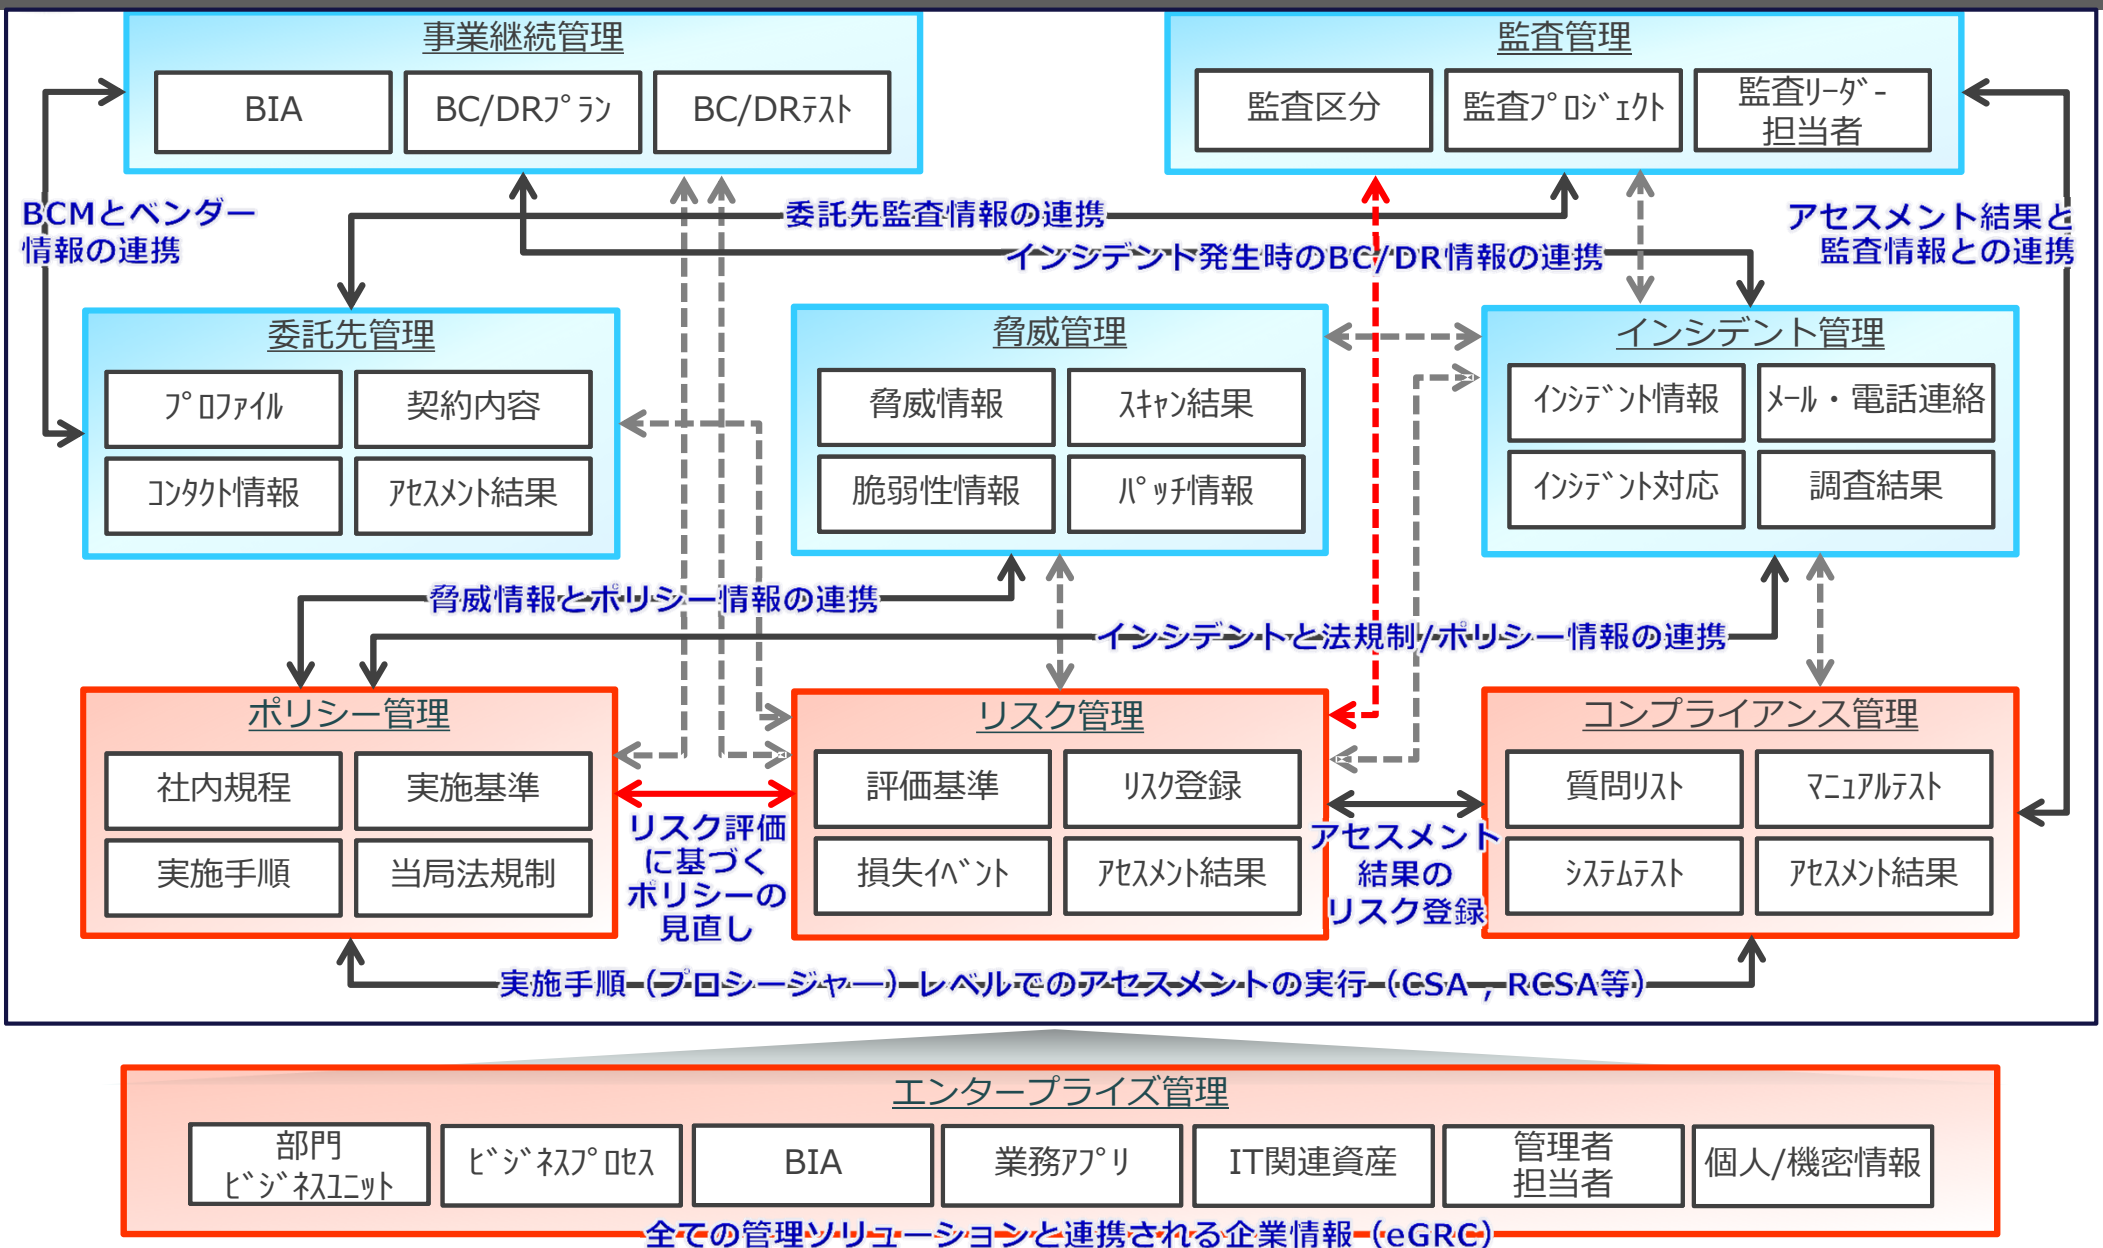 事業継続管理
BIA
BC/DRﾌﾟﾗﾝ
BC/DRﾃｽﾄ
監査管理
監査区分
監査ﾌﾟﾛｼﾞｪｸﾄ
監査ﾘｰﾀﾞｰ
担当者
BCMとベンダー
情報の連携
委託先監査情報の連携
インシデント発生時のBC/DR情報の連携
アセスメント結果と
監査情報との連携
委託先管理
ﾌﾟﾛﾌｧｲﾙ
契約内容
ｺﾝﾀｸﾄ情報
ｱｾｽﾒﾝﾄ結果
脅威管理
脅威情報
ｽｷｬﾝ結果
脆弱性情報
ﾊﾟｯﾁ情報
インシデント管理
ｲﾝｼﾃﾞﾝﾄ情報
ﾒｰﾙ・電話連絡
ｲﾝｼﾃﾞﾝﾄ対応
調査結果
脅威情報とポリシー情報の連携
インシデントと法規制/ポリシー情報の連携
ポリシー管理
社内規程
実施基準
実施手順
当局法規制
リスク評価
に基づく
ポリシーの
見直し
リスク管理
評価基準
ﾘｽｸ登録
損失ｲﾍﾞﾝﾄ
ｱｾｽﾒﾝﾄ結果
アセスメント
結果の
リスク登録
コンプライアンス管理
質問ﾘｽﾄ
ﾏﾆｭｱﾙﾃｽﾄ
ｼｽﾃﾑﾃｽﾄ
ｱｾｽﾒﾝﾄ結果
実施手順（プロシージャー）レベルでのアセスメントの実行（CSA , RCSA等）
エンタープライズ管理
部門
ﾋﾞｼﾞﾈｽﾕﾆｯﾄ
ﾋﾞｼﾞﾈｽﾌﾟﾛｾｽ
BIA
業務ｱﾌﾟﾘ
IT関連資産
管理者
担当者
個人/機密情報
全ての管理ソリューションと連携される企業情報（eGRC）